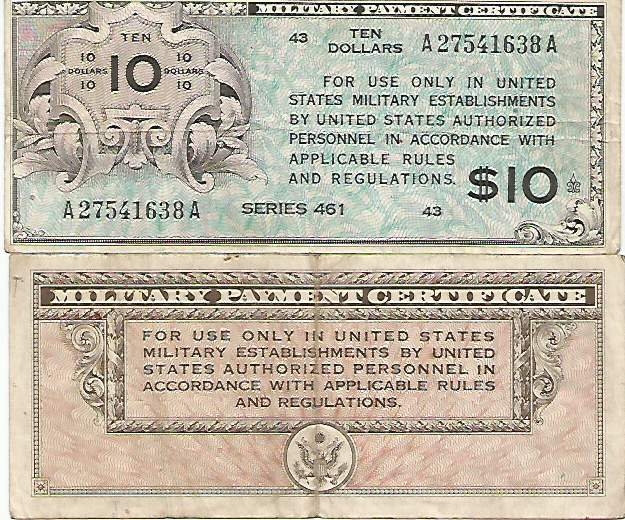 MILITARY PAYMENT CERTIFICATE
TEN
10 10
DOLLARS 10 DOLLARS
10 10
43 TEN DOLLARS A27541638A
FOR USE ONLY IN UNITED
STATES MILITARY ESTABLISHMENTS
BY UNITED STATES AUTHORIZED
PERSONNEL IN ACCORDANCE WITH
APPLICABLE RULES
AND REGULATIONS. $10
A27541638A SERIES 461 43
MILITARY PAYMENT CERTIFICATE
FOR USE ONLY IN UNITED STATES
MILITARY ESTABLISHMENTS BY UNITED
STATES AUTHORIZED PERSONNEL IN
ACCORDANCE WITH APPLICABLE RULES
AND REGULATIONS.